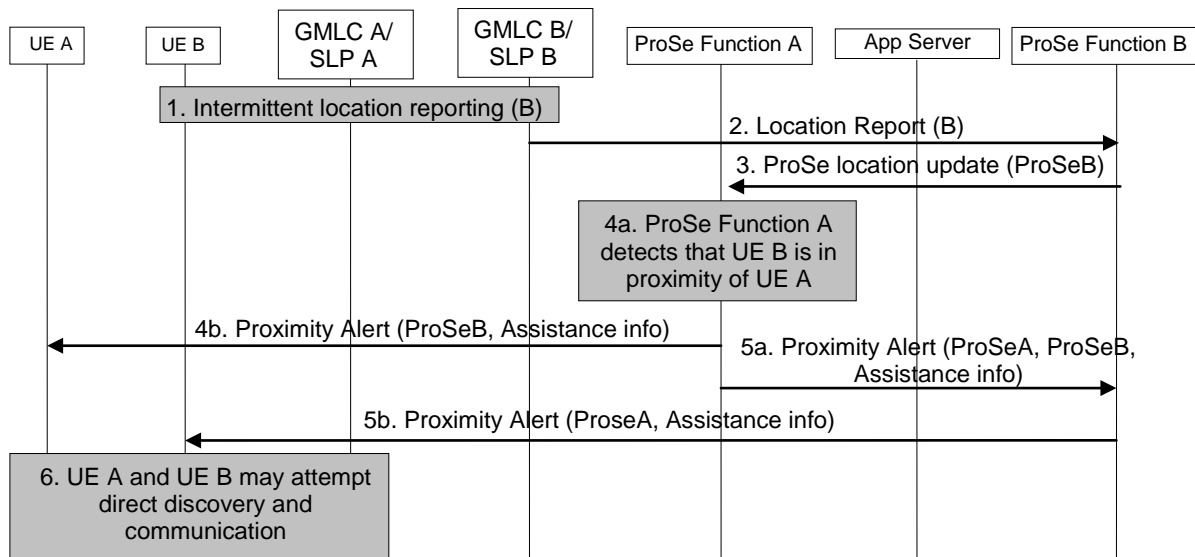 UE A
UE B
GMLC A/
SLP A
GMLC B/
SLP B
ProSe Function A
App Server
ProSe Function B
1. Intermittent location reporting (B)
2. Location Report (B)
3. ProSe location update (ProSeB)
4a. ProSe Function A
detects that UE B is in
proximity of UE A
4b. Proximity Alert (ProSeB, Assistance info)
5a. Proximity Alert (ProSeA, ProSeB,
Assistance info)
5b. Proximity Alert (ProseA, Assistance info)
6. UE A and UE B may attempt
direct discovery and
communication